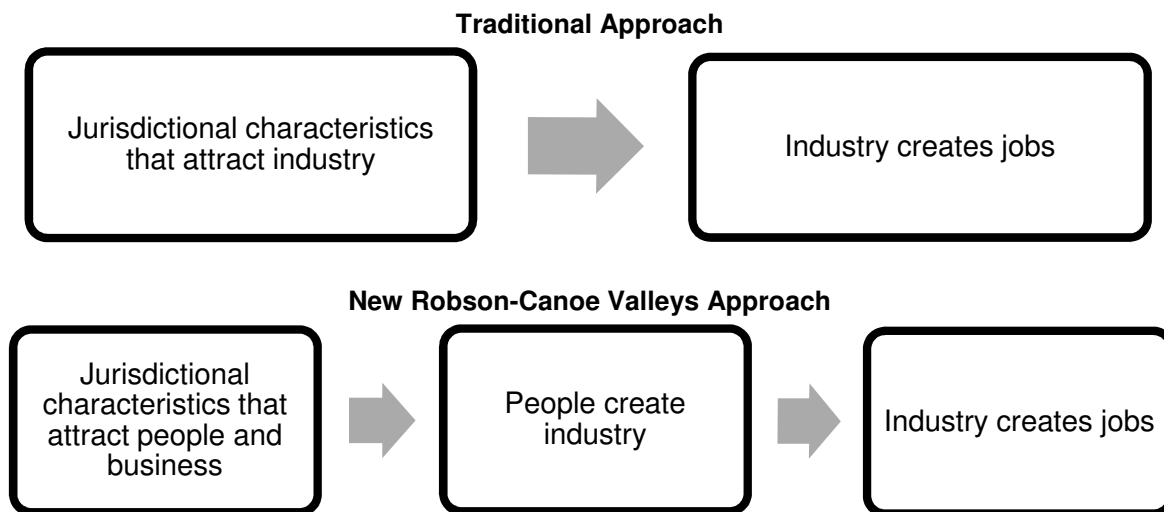 Traditional Approach
Jurisdictional characteristics
that attract industry
Industry creates jobs
New Robson-Canoe Valleys Approach
Jurisdictional
characteristics that
attract people and
business
People create
industry
Industry creates jobs